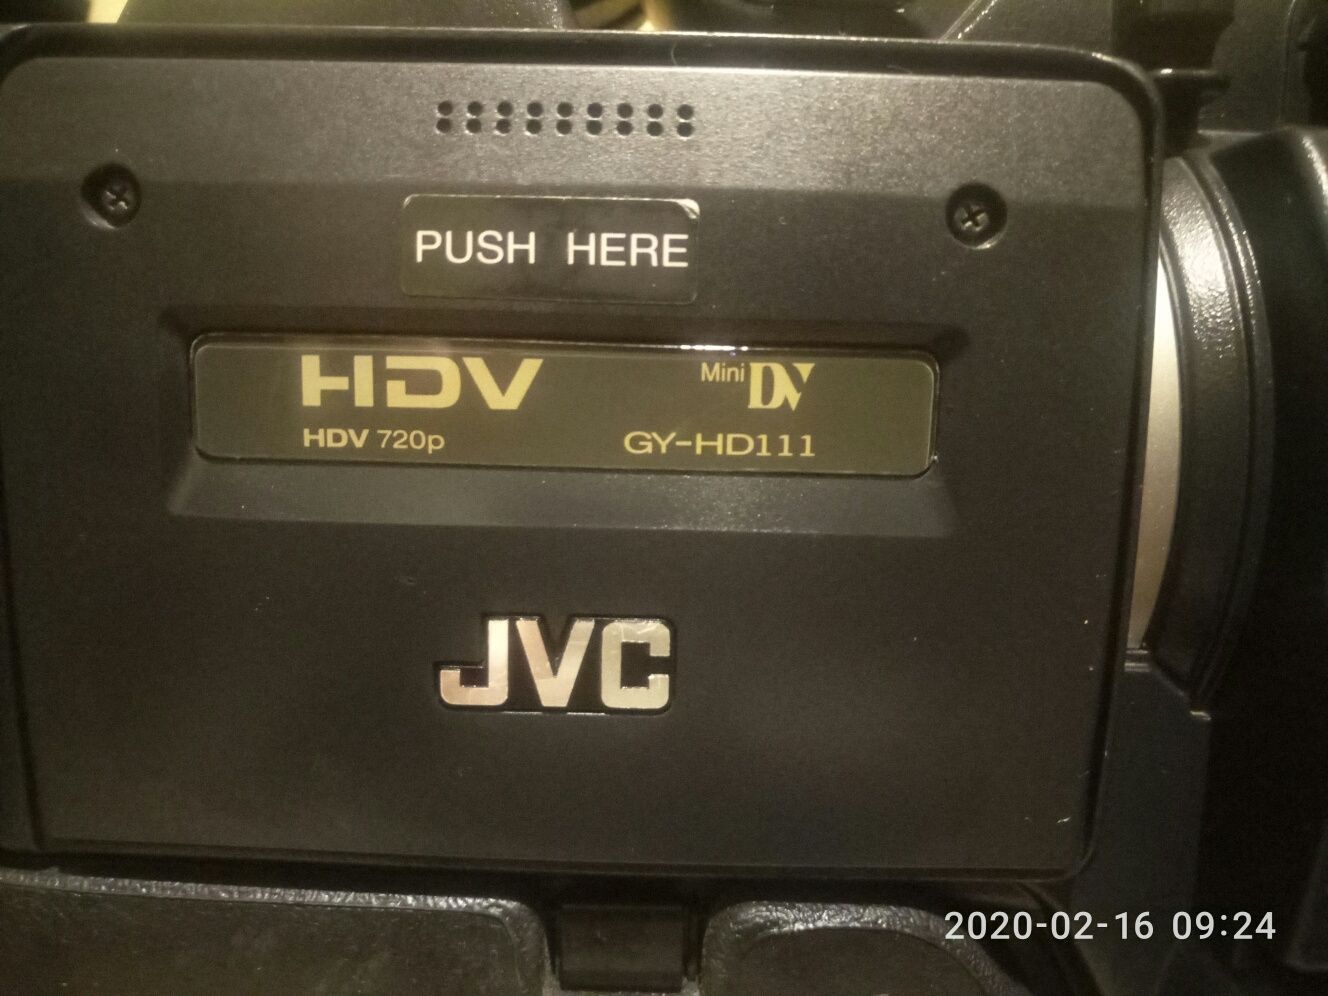 PUSH HERE
HDV Mini DV
HDV 720p GY-HD111
JVC
2020-02-16 09:24